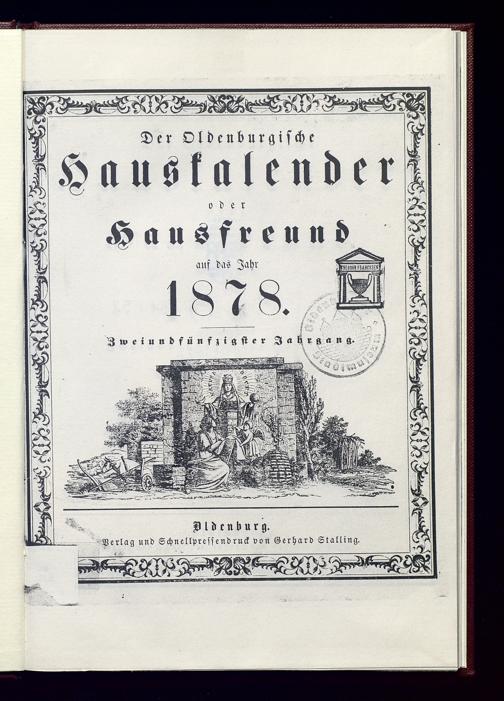 Der Oldenburgische
Hauskalender
oder
Hausfreund
auf das Jahr
1878.
Zweiundfünfzigster Jahrgang.
Oldenburg.
Verlag und Schnellpressendruck von Gerhard Stalling.